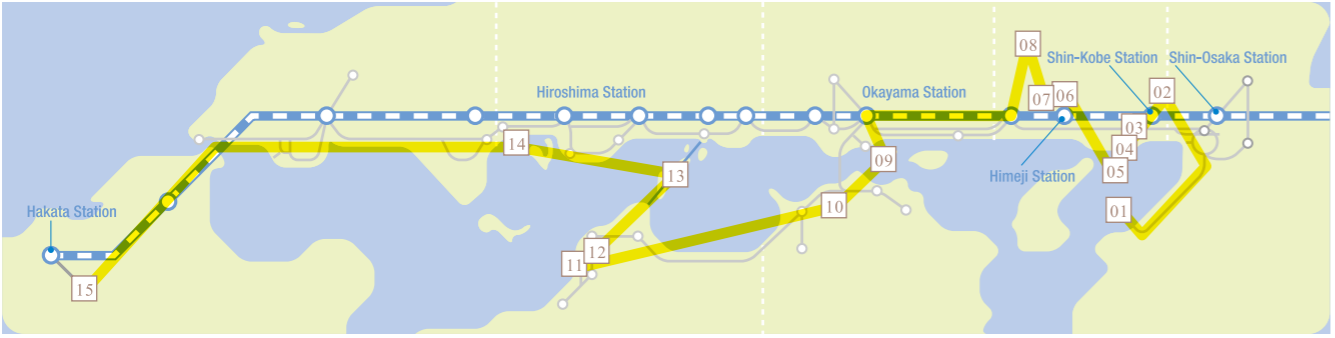 08
Shin-Kobe Station
Shin-Osaka Station
Hiroshima Station
Okayama Station
07
06
02
03
14
04
09
05
13
Himeji Station
10
01
Hakata Station
12
11
15